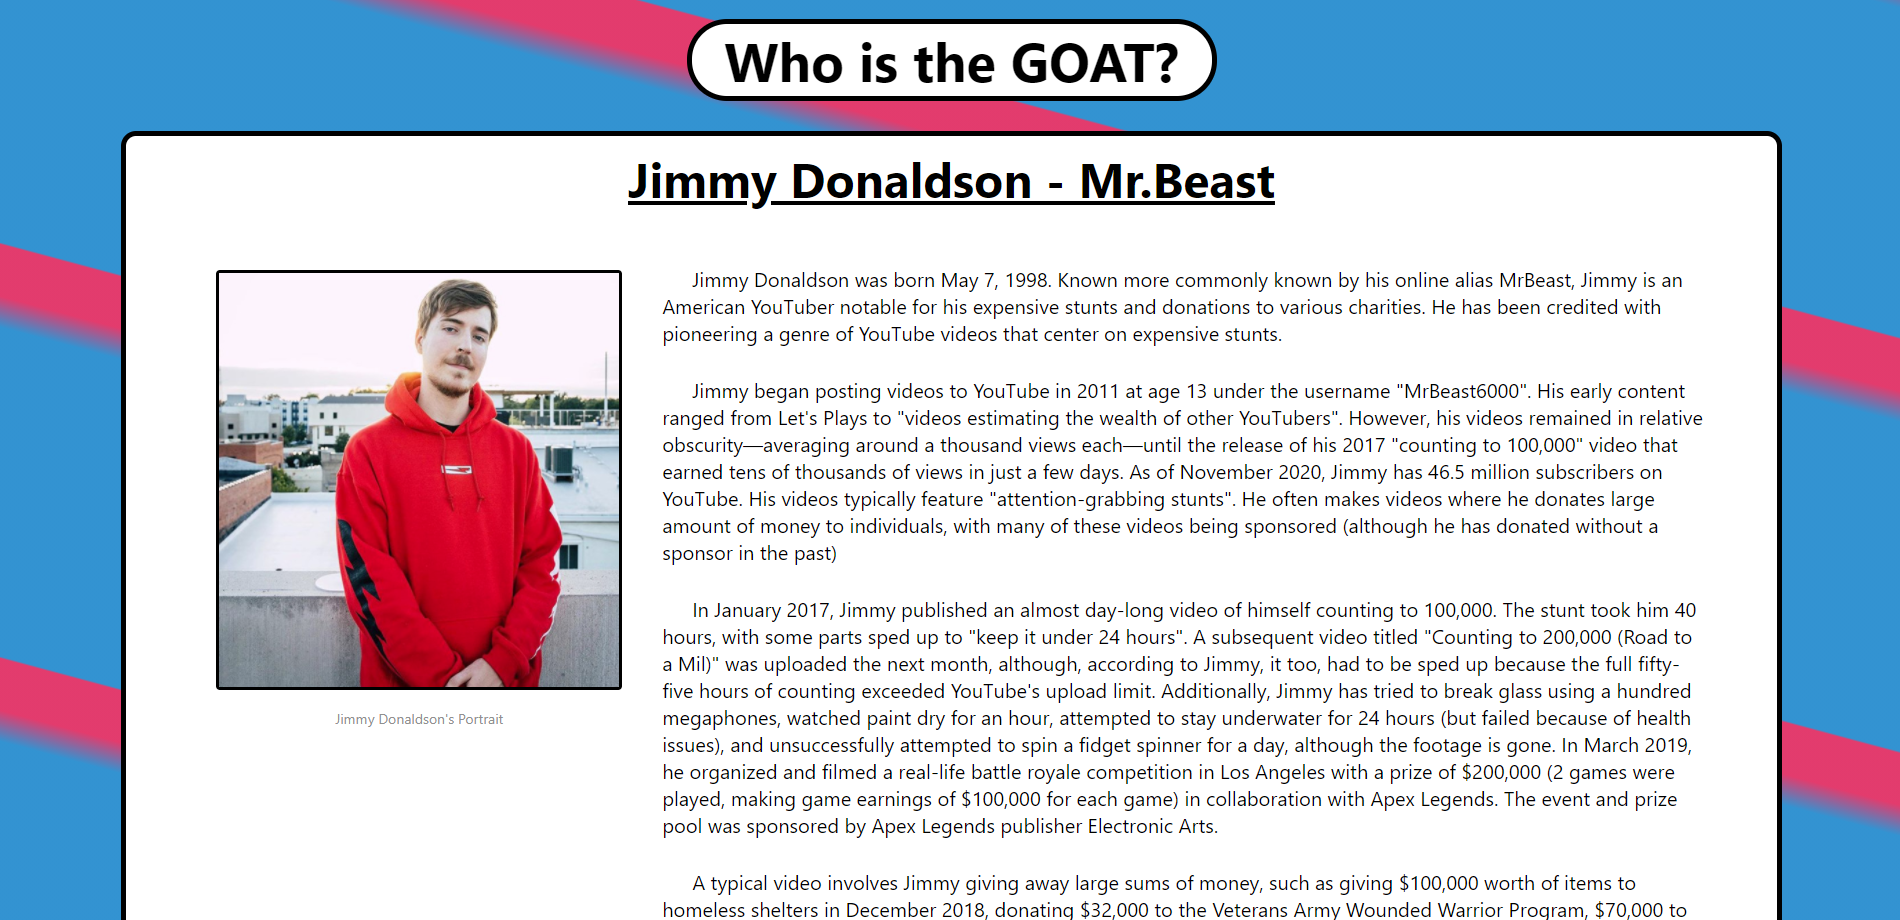 Who is the GOAT?
Jimmy Donaldson - Mr.Beast
Jimmy Donaldson's Portrait
Jimmy Donaldson was born May 7, 1998. Known more commonly known by his online alias MrBeast, Jimmy is an
American YouTuber notable for his expensive stunts and donations to various charities. He has been credited with
pioneering a genre of YouTube videos that center on expensive stunts.
Jimmy began posting videos to YouTube in 2011 at age 13 under the username "MrBeast6000". His early content
ranged from Let's Plays to "videos estimating the wealth of other YouTubers". However, his videos remained in relative
obscurity—averaging around a thousand views each—until the release of his 2017 "counting to 100,000" video that
earned tens of thousands of views in just a few days. As of November 2020, Jimmy has 46.5 million subscribers on
YouTube. His videos typically feature "attention-grabbing stunts". He often makes videos where he donates large
amount of money to individuals, with many of these videos being sponsored (although he has donated without a
sponsor in the past)
In January 2017, Jimmy published an almost day-long video of himself counting to 100,000. The stunt took him 40
hours, with some parts sped up to "keep it under 24 hours". A subsequent video titled "Counting to 200,000 (Road to
a Mil)" was uploaded the next month, although, according to Jimmy, it too, had to be sped up because the full fifty-
five hours of counting exceeded YouTube's upload limit. Additionally, Jimmy has tried to break glass using a hundred
megaphones, watched paint dry for an hour, attempted to stay underwater for 24 hours (but failed because of health
issues), and unsuccessfully attempted to spin a fidget spinner for a day, although the footage is gone. In March 2019,
he organized and filmed a real-life battle royale competition in Los Angeles with a prize of $200,000 (2 games were
played, making game earnings of $100,000 for each game) in collaboration with Apex Legends. The event and prize
pool was sponsored by Apex Legends publisher Electronic Arts.
A typical video involves Jimmy giving away large sums of money, such as giving $100,000 worth of items to
homeless shelters in December 2018, donating $32,000 to the Veterans Army Wounded Warrior Program, $70,000 to